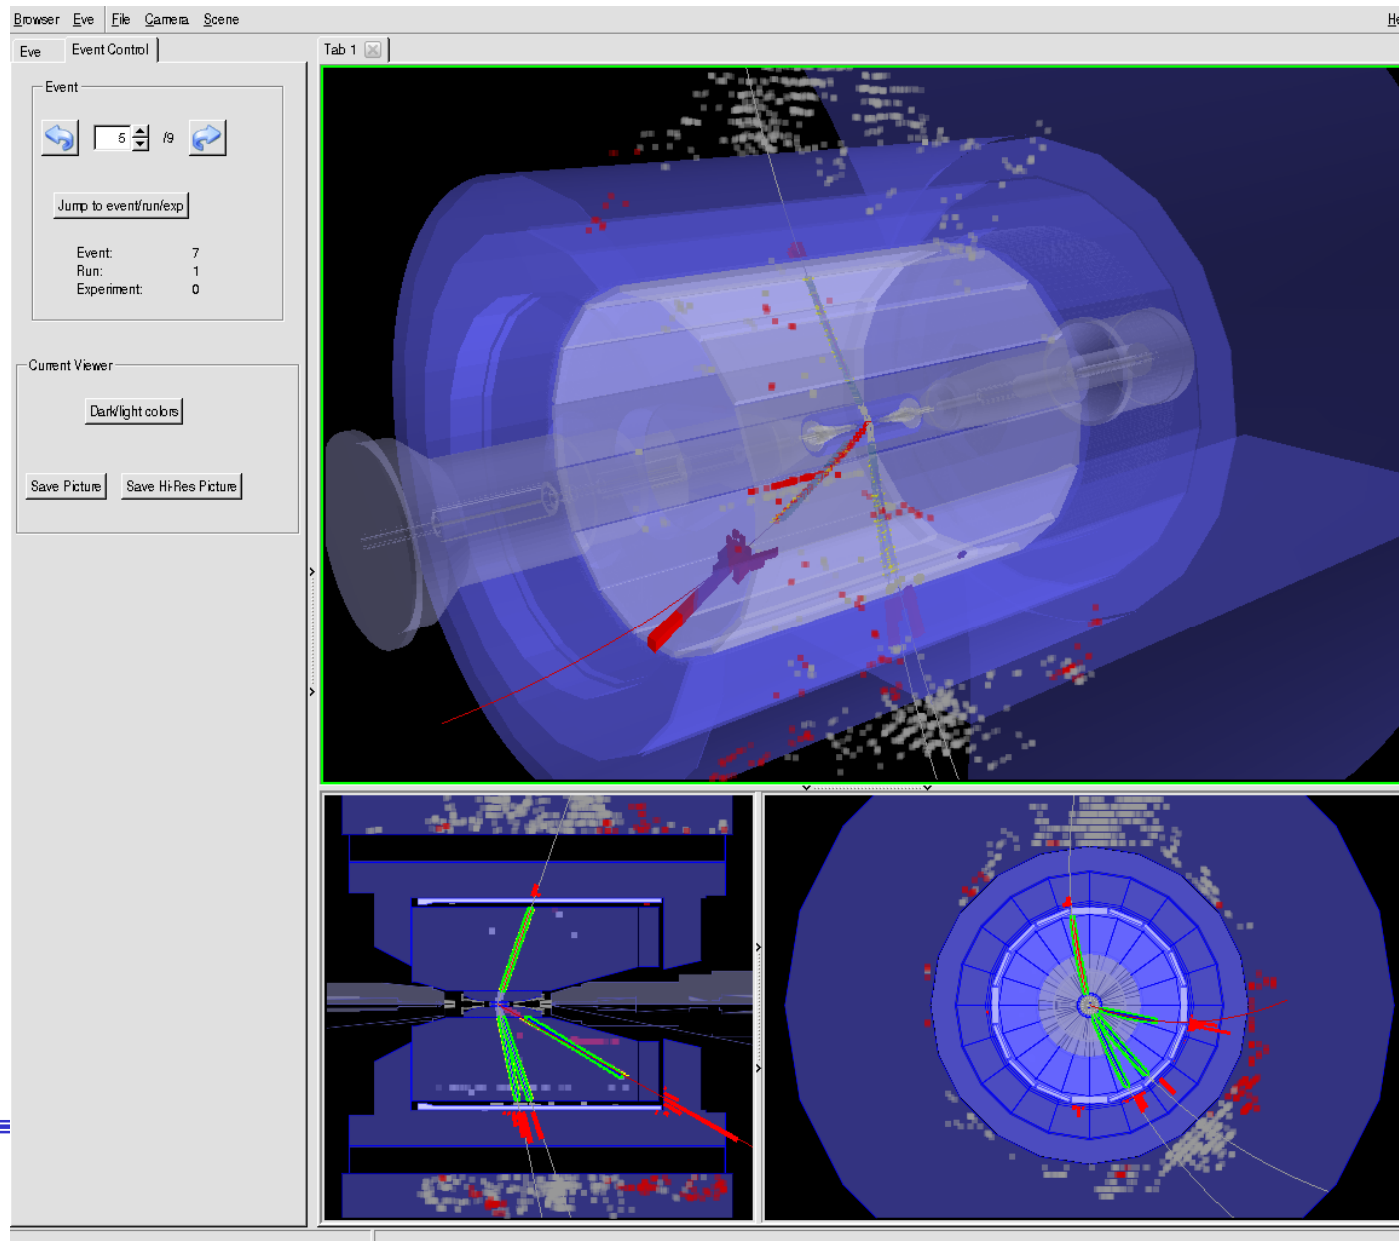 Browser Eve File Camera Scene He
Eve Event Control Tab 1
Event
5 /9
Jump to event/run/exp
Event: 7
Run: 1
Experiment: 0
Current Viewer
Dark/light colors
Save Picture Save Hi-Res Picture